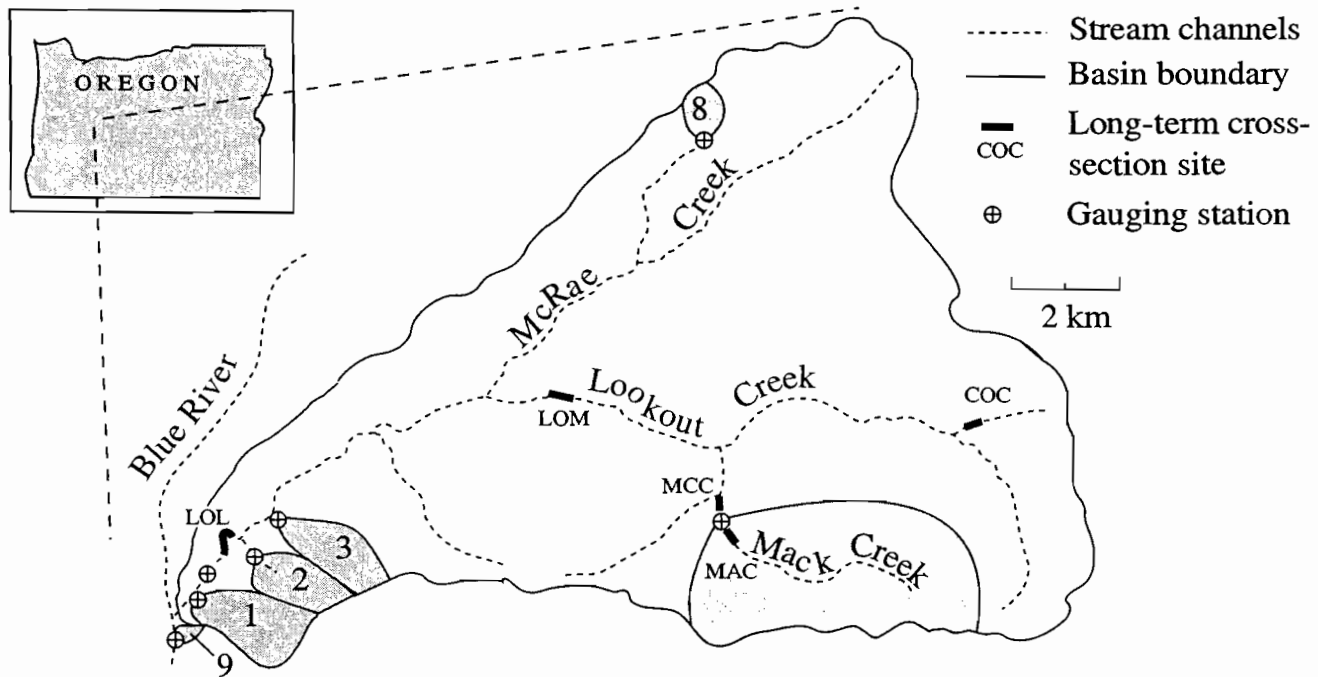 OREGON
Stream channels
Basin boundary
COC
Long-term cross-
section site
Gauging station
2 km
8
Creek
McRae
Blue River
Lookout
Creek
LOM
COC
MCC
MAC
Mack Creek
LOL
3
2
1
9